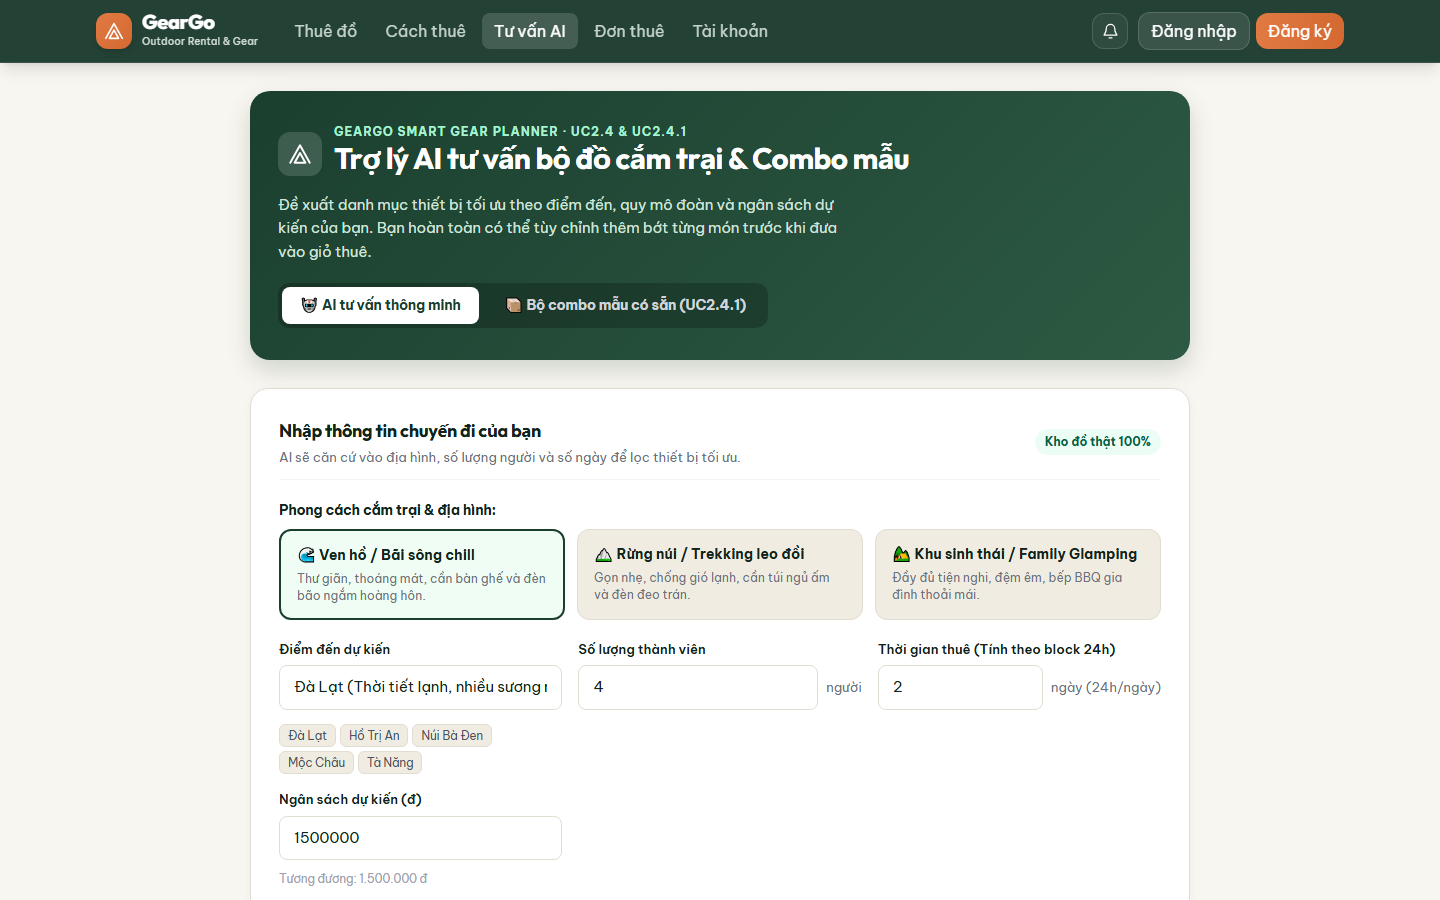 GearGo
Outdoor Rental & Gear
Thuê đồ
Cách thuê
Tư vấn AI
Đơn thuê
Tài khoản
Đăng nhập
Đăng ký
GEARGO SMART GEAR PLANNER · UC2.4 & UC2.4.1
Trợ lý AI tư vấn bộ đồ cắm trại & Combo mẫu
Đề xuất danh mục thiết bị tối ưu theo điểm đến, quy mô đoàn và ngân sách dự
kiến của bạn. Bạn hoàn toàn có thể tùy chỉnh thêm bớt từng món trước khi đưa
vào giỏ thuê.
AI tư vấn thông minh
Bộ combo mẫu có sẵn (UC2.4.1)
Nhập thông tin chuyến đi của bạn
AI sẽ căn cứ vào địa hình, số lượng người và số ngày để lọc thiết bị tối ưu.
Kho đồ thật 100%
Phong cách cắm trại & địa hình:
Ven hồ / Bãi sông chill
Thư giãn, thoáng mát, cần bàn ghế và đèn
bão ngắm hoàng hôn.
Rừng núi / Trekking leo đồi
Gọn nhẹ, chống gió lạnh, cần túi ngủ ấm
và đèn đeo trán.
Khu sinh thái / Family Glamping
Đầy đủ tiện nghi, đệm êm, bếp BBQ gia
đình thoải mái.
Điểm đến dự kiến
Số lượng thành viên
Thời gian thuê (Tính theo block 24h)
Đà Lạt (Thời tiết lạnh, nhiều sương
4
người
2
ngày (24h/ngày)
Đà Lạt
Hồ Trị An
Núi Bà Đen
Mộc Châu
Tà Năng
Ngân sách dự kiến (đ)
1500000
Tương đương: 1.500.000 đ